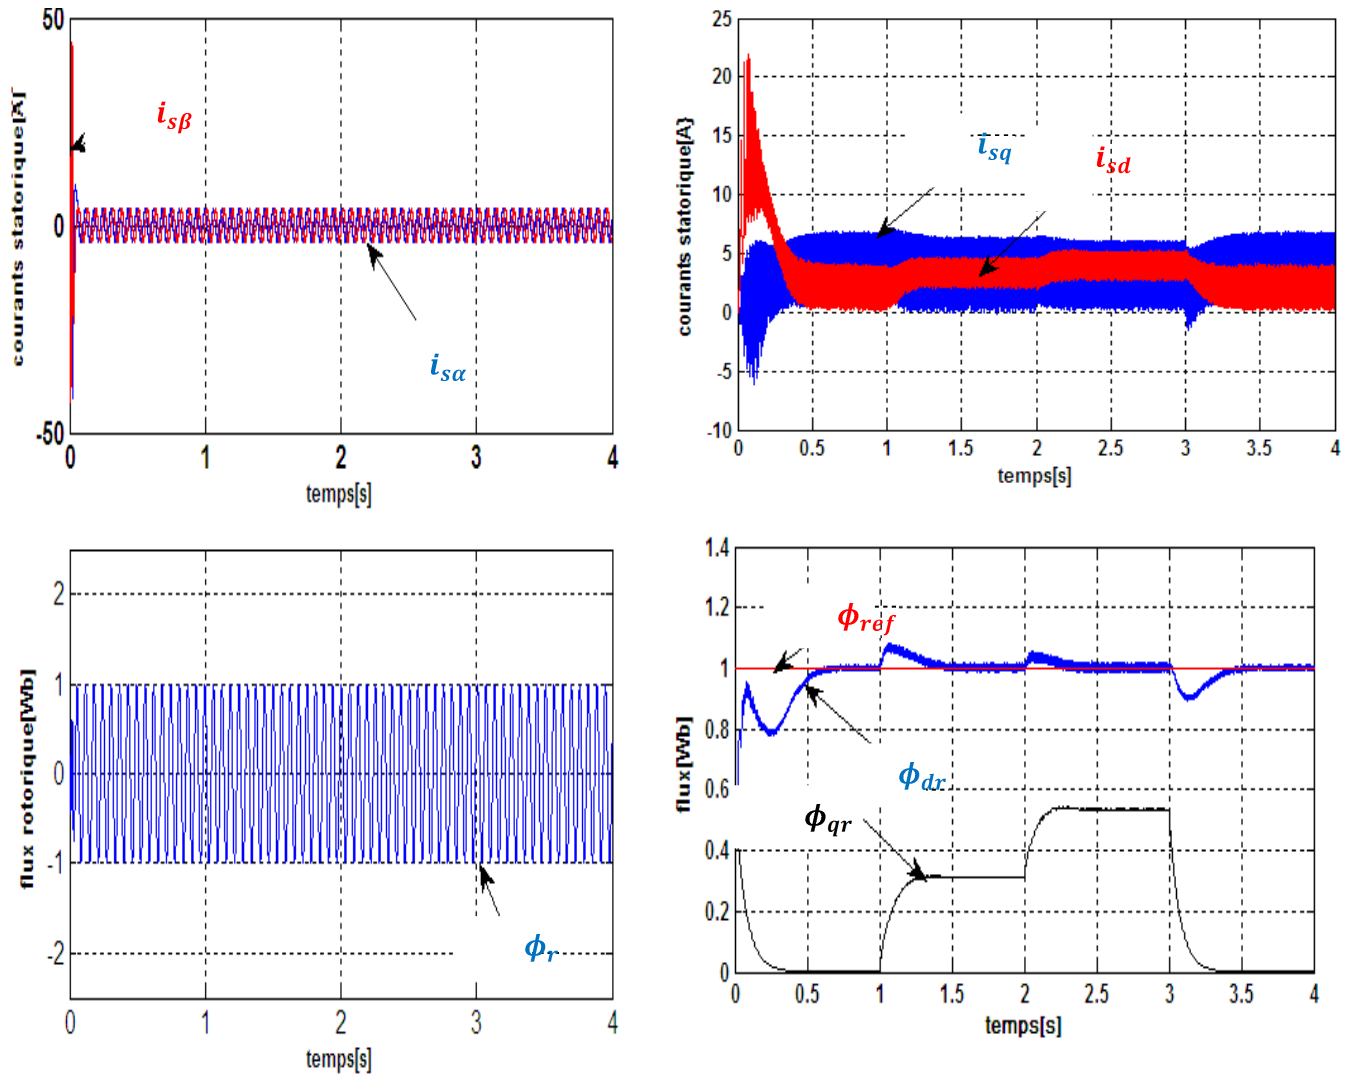 50
0
-50
courants statorique[A]
i_sβ
i_sα
0 1 2 3 4
temps[s]
25
20
15
10
5
0
-5
-10
courants statorique[A}
i_sq
i_sd
0 0.5 1 1.5 2 2.5 3 3.5 4
temps[s]
2
1
0
-1
-2
flux rotorique[Wb]
ϕ_r
0 1 2 3 4
temps[s]
1.4
1.2
1
0.8
0.6
0.4
0.2
0
flux[Wb]
ϕ_ref
ϕ_dr
ϕ_qr
0 0.5 1 1.5 2 2.5 3 3.5 4
temps[s]